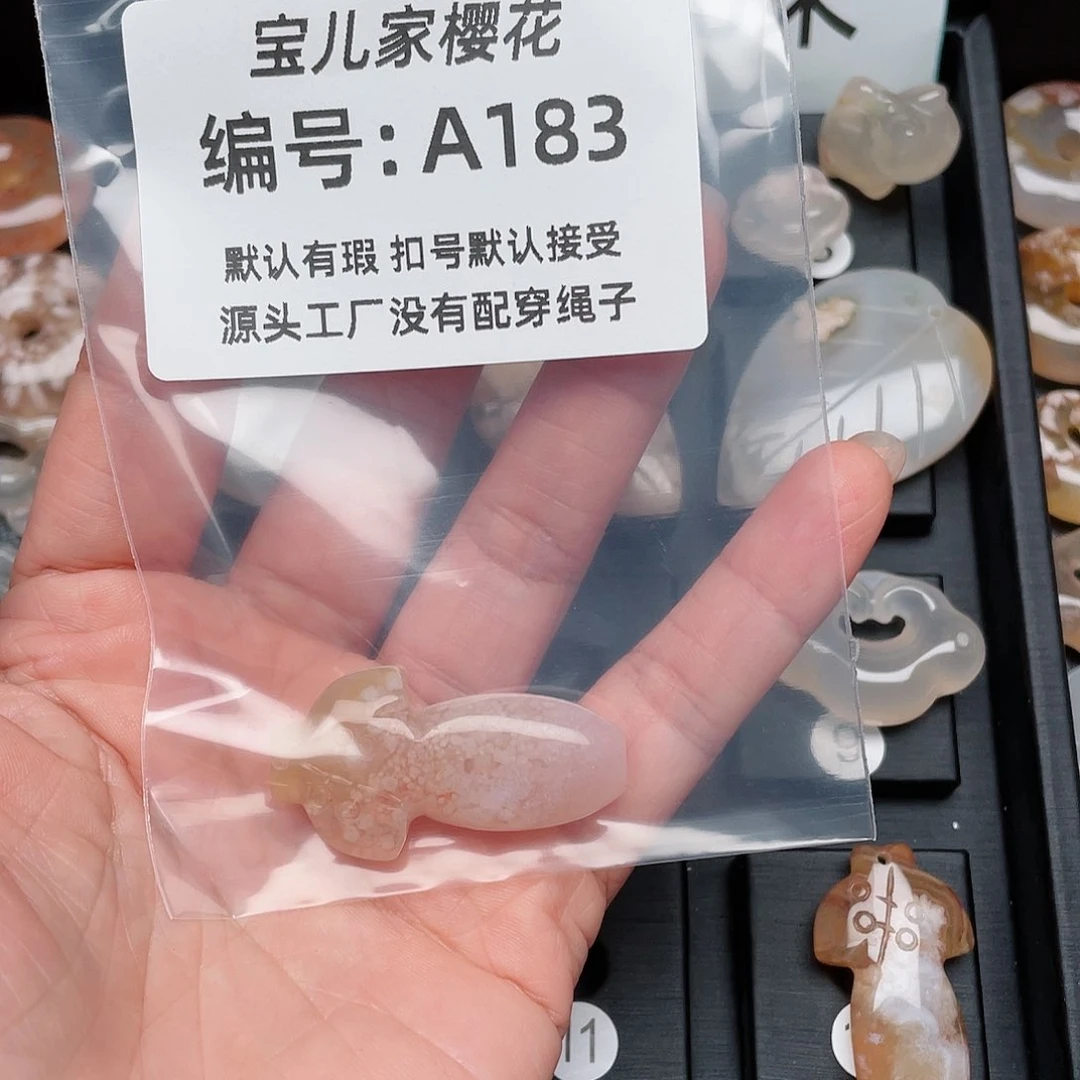 宝儿家樱花
编号：A183
默认有瑕 扣号默认接受
源头工厂没有配穿绳子
11